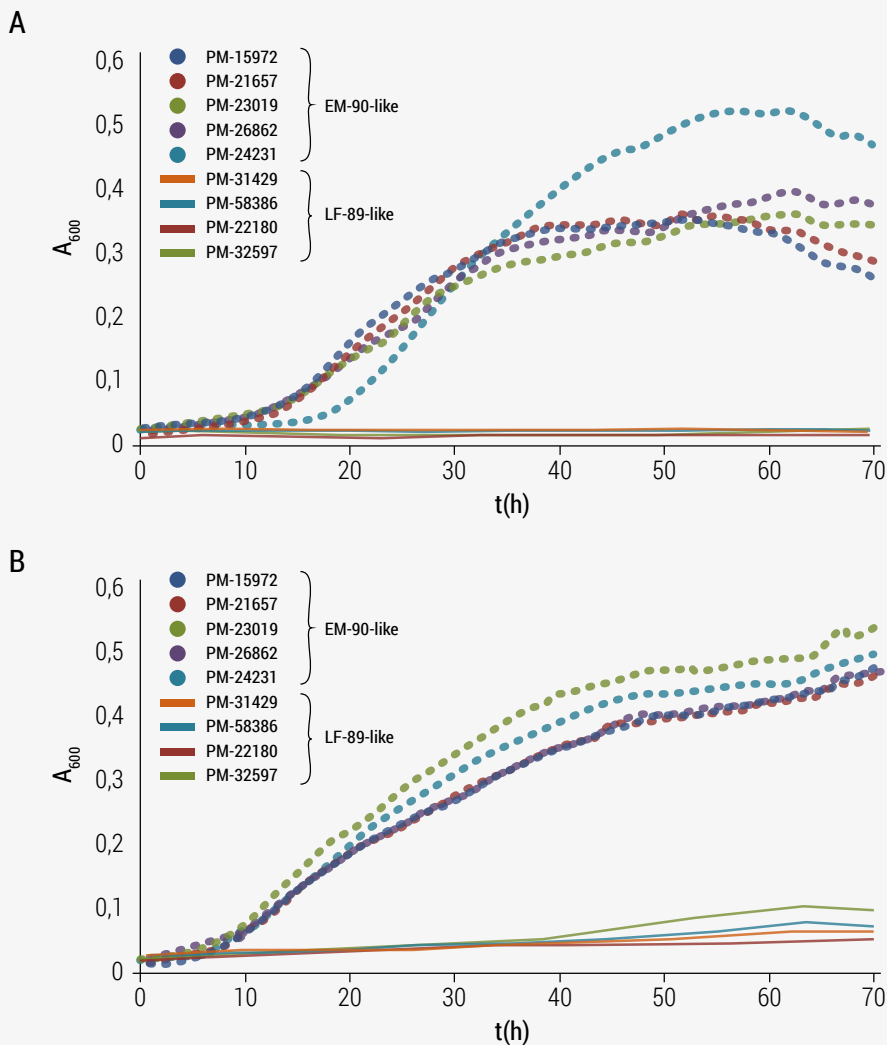 A
0,6
0,5
0,4
0,3
0,2
0,1
0
A600
PM-15972
PM-21657
PM-23019
PM-26862
PM-24231
EM-90-like
PM-31429
PM-58386
PM-22180
PM-32597
LF-89-like
0 10 20 30 40 50 60 70
t(h)
B
0,6
0,5
0,4
0,3
0,2
0,1
0
A600
PM-15972
PM-21657
PM-23019
PM-26862
PM-24231
EM-90-like
PM-31429
PM-58386
PM-22180
PM-32597
LF-89-like
0 10 20 30 40 50 60 70
t(h)